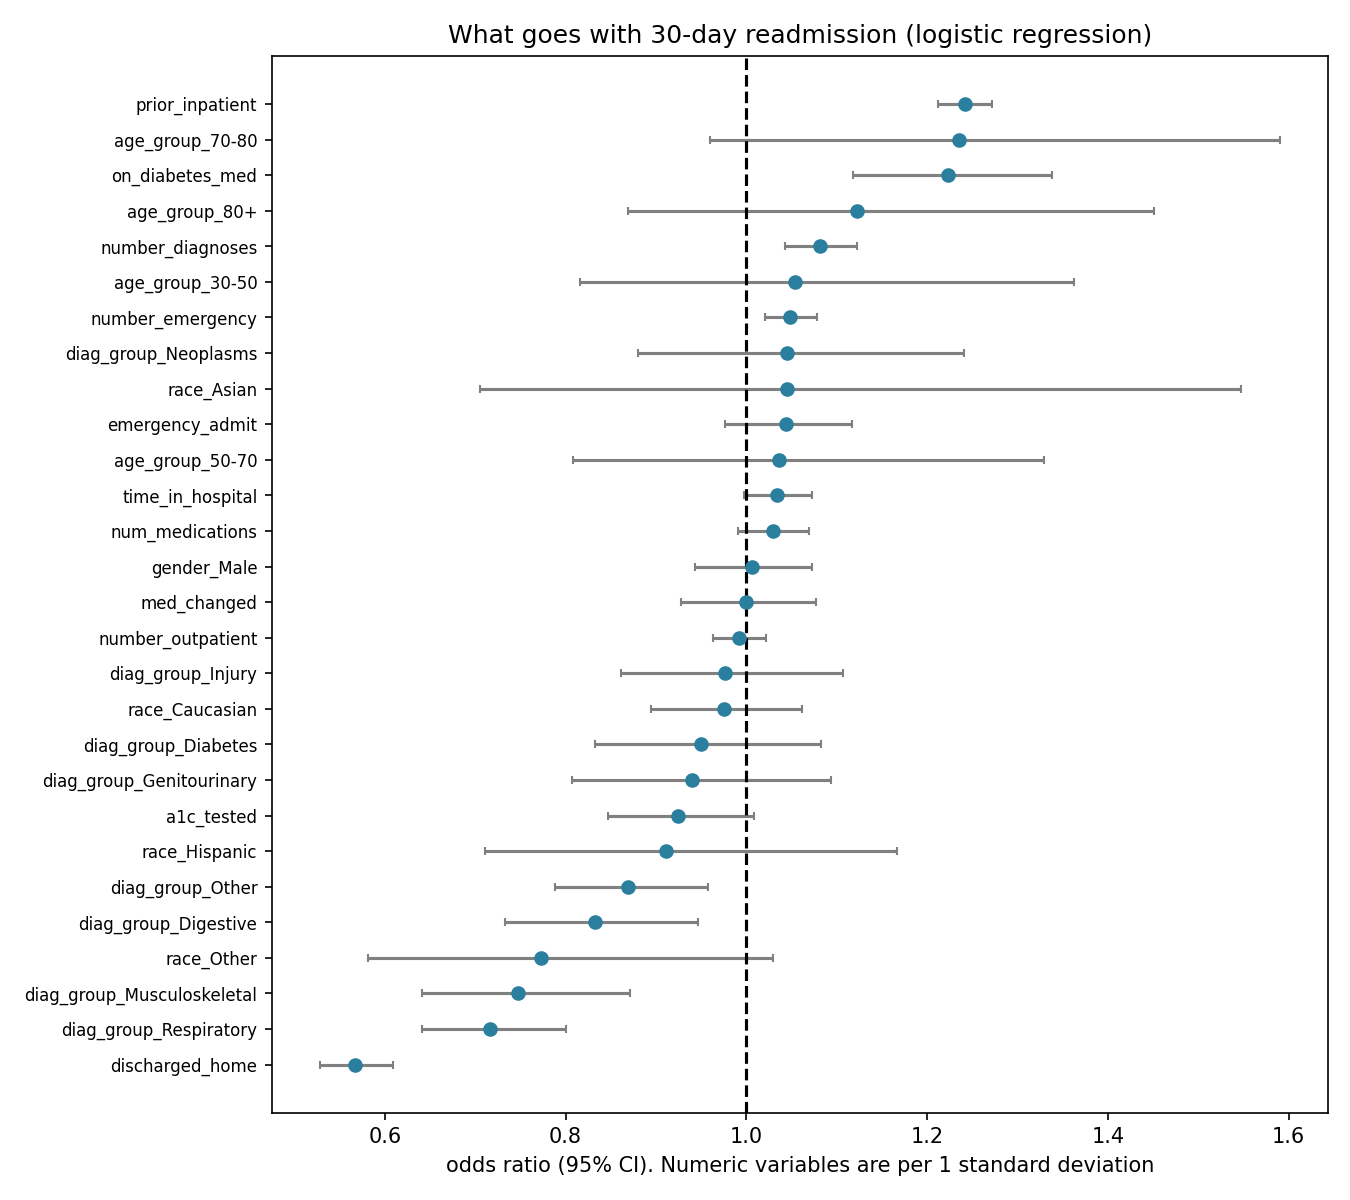 What goes with 30-day readmission (logistic regression)
prior_inpatient
age_group_70-80
on_diabetes_med
age_group_80+
number_diagnoses
age_group_30-50
number_emergency
diag_group_Neoplasms
race_Asian
emergency_admit
age_group_50-70
time_in_hospital
num_medications
gender_Male
med_changed
number_outpatient
diag_group_Injury
race_Caucasian
diag_group_Diabetes
diag_group_Genitourinary
a1c_tested
race_Hispanic
diag_group_Other
diag_group_Digestive
race_Other
diag_group_Musculoskeletal
diag_group_Respiratory
discharged_home
0.6 0.8 1.0 1.2 1.4 1.6
odds ratio (95% CI). Numeric variables are per 1 standard deviation